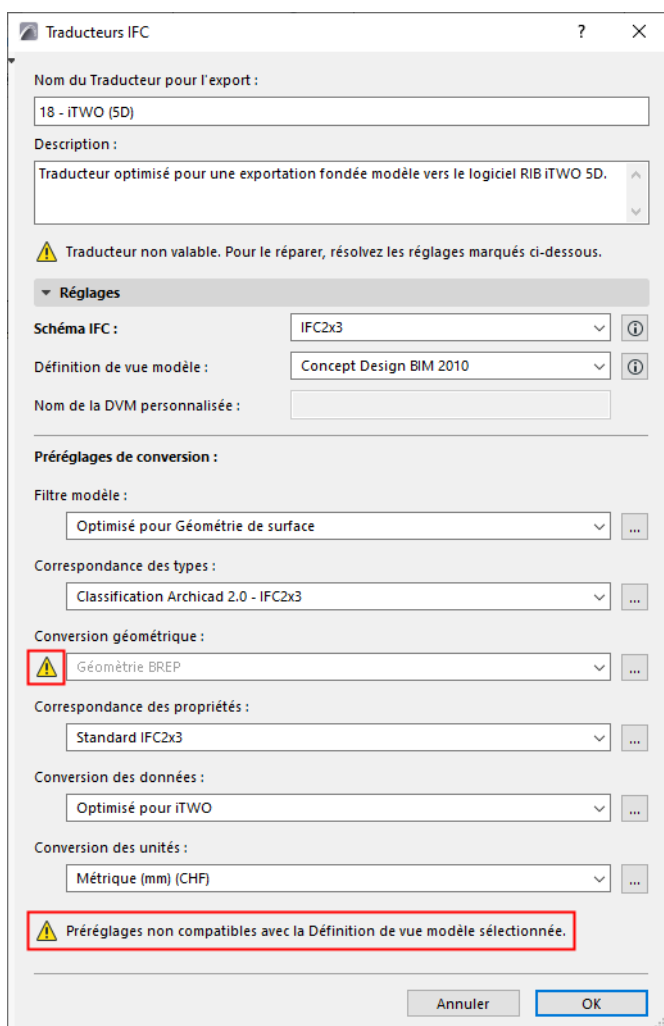 Traducteurs IFC
?
Nom du Traducteur pour l'export :
18 - iTWO (5D)
Description :
Traducteur optimisé pour une exportation fondée modèle vers le logiciel RIB iTWO 5D.
Traducteur non valable. Pour le réparer, résolvez les réglages marqués ci-dessous.
Réglages
Schéma IFC :
IFC2x3
Définition de vue modèle :
Concept Design BIM 2010
Nom de la DVM personnalisée :
Préréglages de conversion :
Filtre modèle :
Optimisé pour Géométrie de surface
...
Correspondance des types :
Classification Archicad 2.0 - IFC2x3
...
Conversion géométrique :
Géomètrie BREP
...
Correspondance des propriétés :
Standard IFC2x3
...
Conversion des données :
Optimisé pour iTWO
...
Conversion des unités :
Métrique (mm) (CHF)
...
Préréglages non compatibles avec la Définition de vue modèle sélectionnée.
Annuler
OK